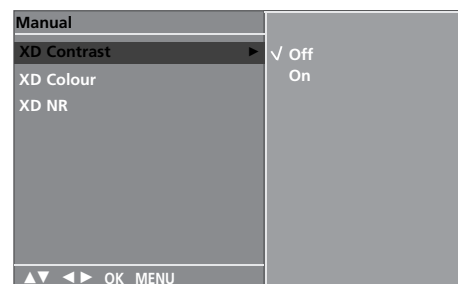 Manual
XD Contrast ►
XD Colour
XD NR
√ Off
On
▲▼ ◄► OK MENU